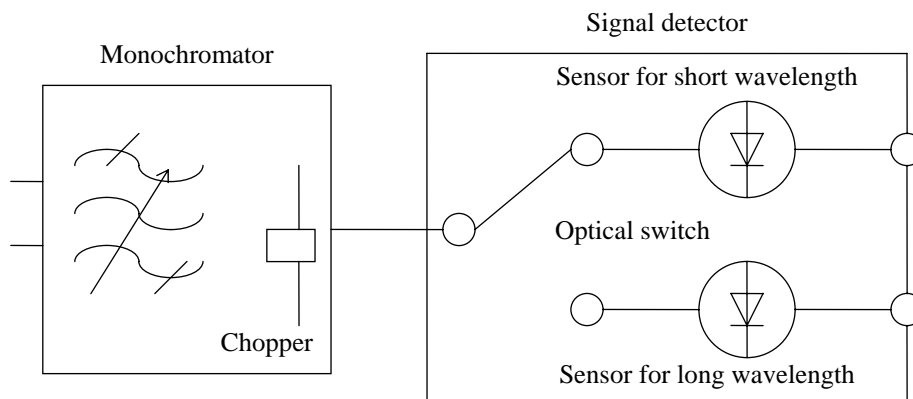 Signal detector
Monochromator
Sensor for short wavelength
Optical switch
Chopper
Sensor for long wavelength